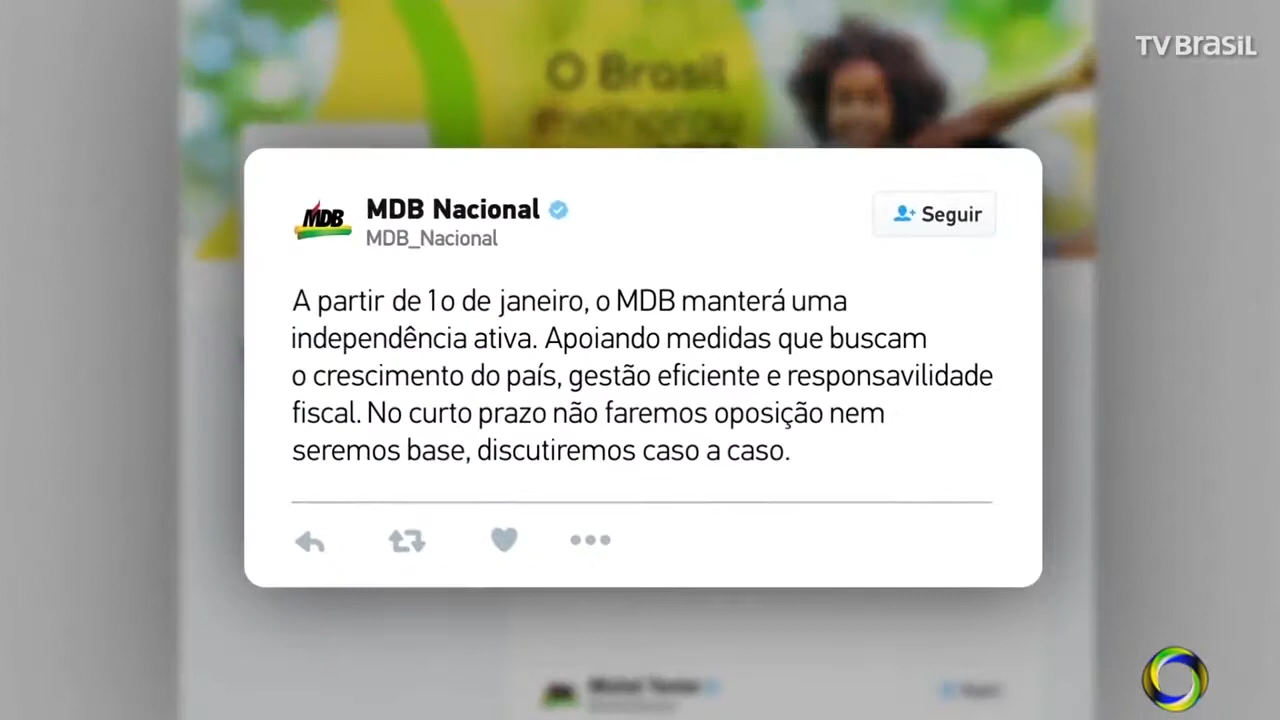 TV BRASIL
O Brasil
melhorou
MDB
MDB Nacional
Seguir
MDB_Nacional
A partir de 1o de janeiro, o MDB manterá uma
independência ativa. Apoiando medidas que buscam
o crescimento do país, gestão eficiente e responsavilidade
fiscal. No curto prazo não faremos oposição nem
seremos base, discutiremos caso a caso.